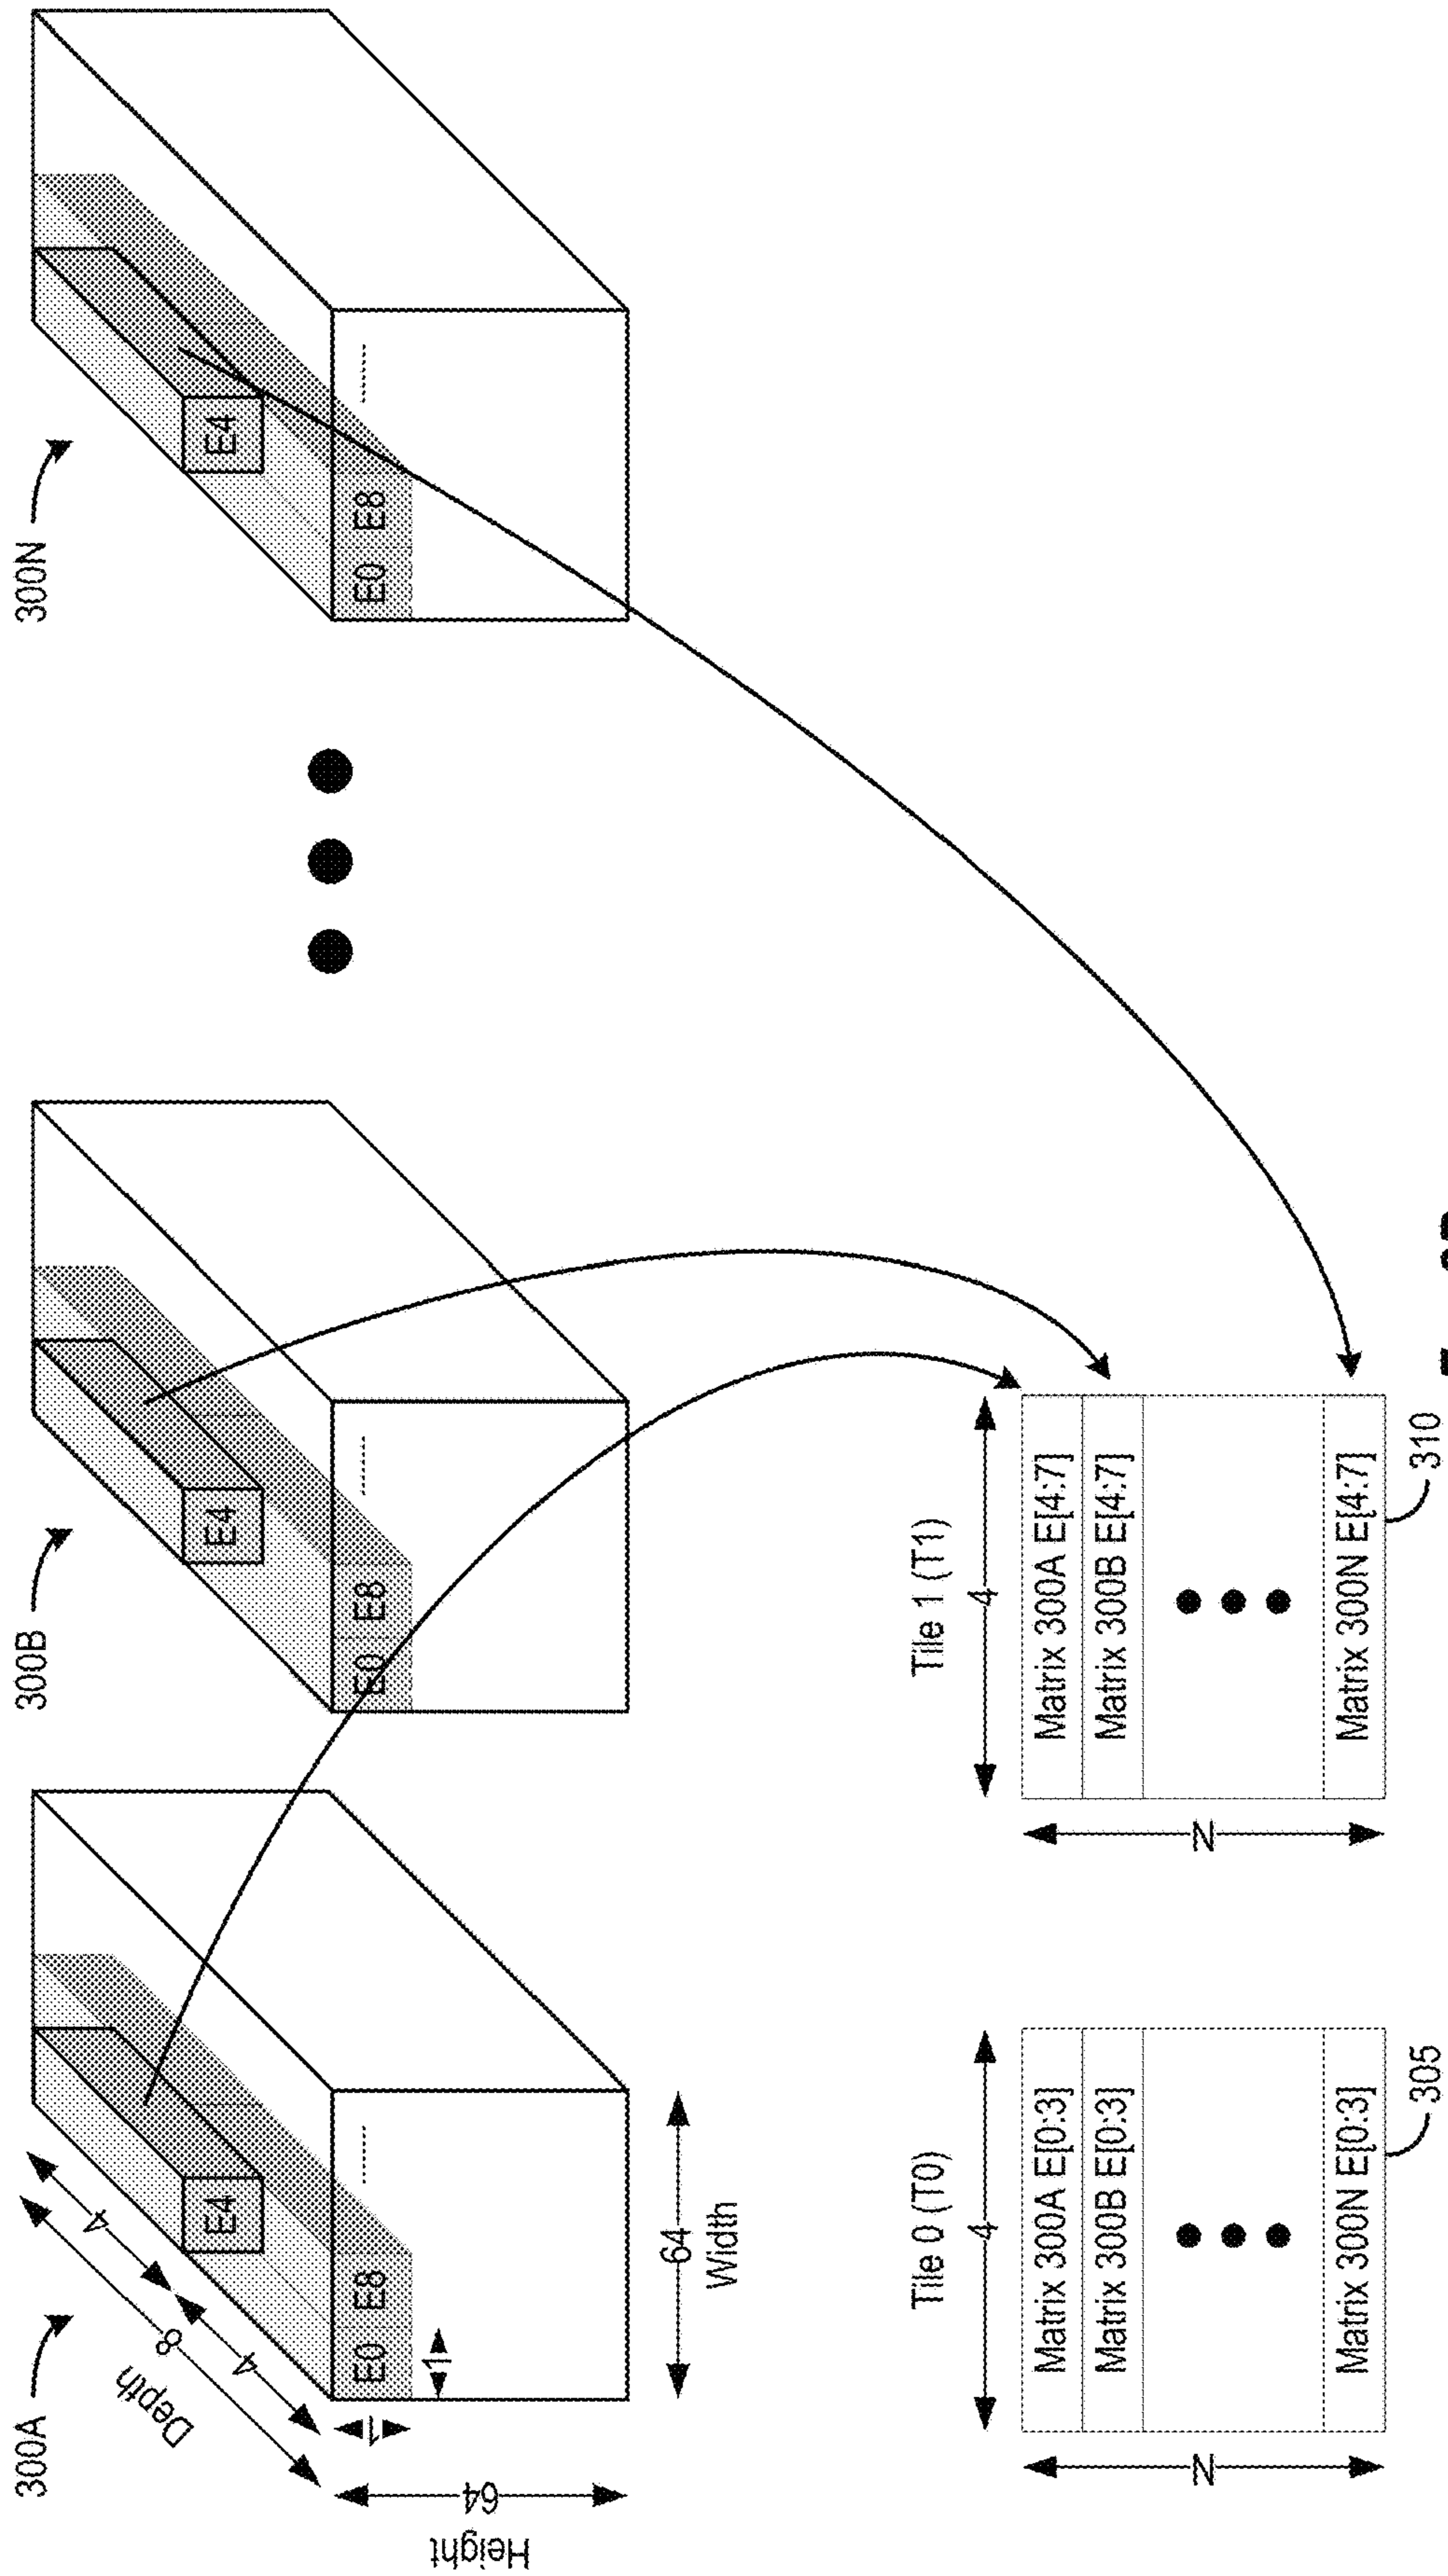 300A
300B
300N
Depth
8
4
4
E4
E4
E4
E0 E8 ......
E0 E8 ......
E0 E8 ......
1
1
64
Height
64
Width
Tile 0 (T0)
4
N
Matrix 300A E[0:3]
Matrix 300B E[0:3]
Matrix 300N E[0:3]
305
Tile 1 (T1)
4
N
Matrix 300A E[4:7]
Matrix 300B E[4:7]
Matrix 300N E[4:7]
310